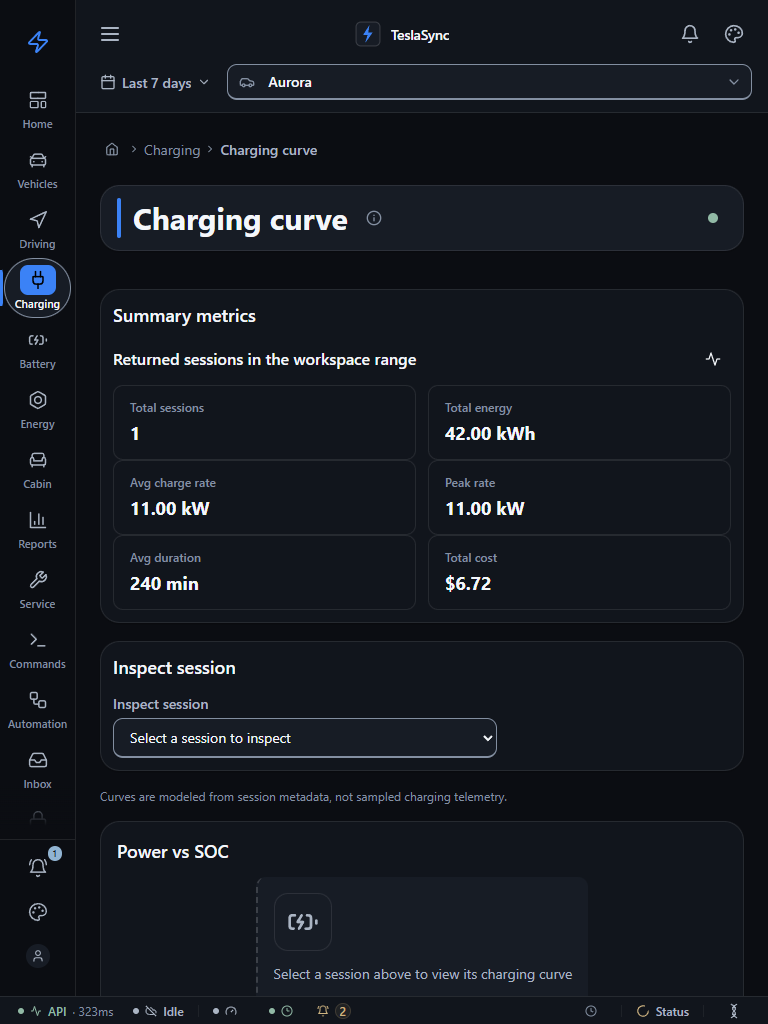 TeslaSync
Last 7 days
Aurora
Home
Vehicles
Driving
Charging
Battery
Energy
Cabin
Reports
Service
Commands
Automation
Inbox
1
Charging
Charging curve
Charging curve
Summary metrics
Returned sessions in the workspace range
Total sessions
1
Total energy
42.00 kWh
Avg charge rate
11.00 kW
Peak rate
11.00 kW
Avg duration
240 min
Total cost
$6.72
Inspect session
Inspect session
Select a session to inspect
Curves are modeled from session metadata, not sampled charging telemetry.
Power vs SOC
Select a session above to view its charging curve
API · 323ms
Idle
2
Status